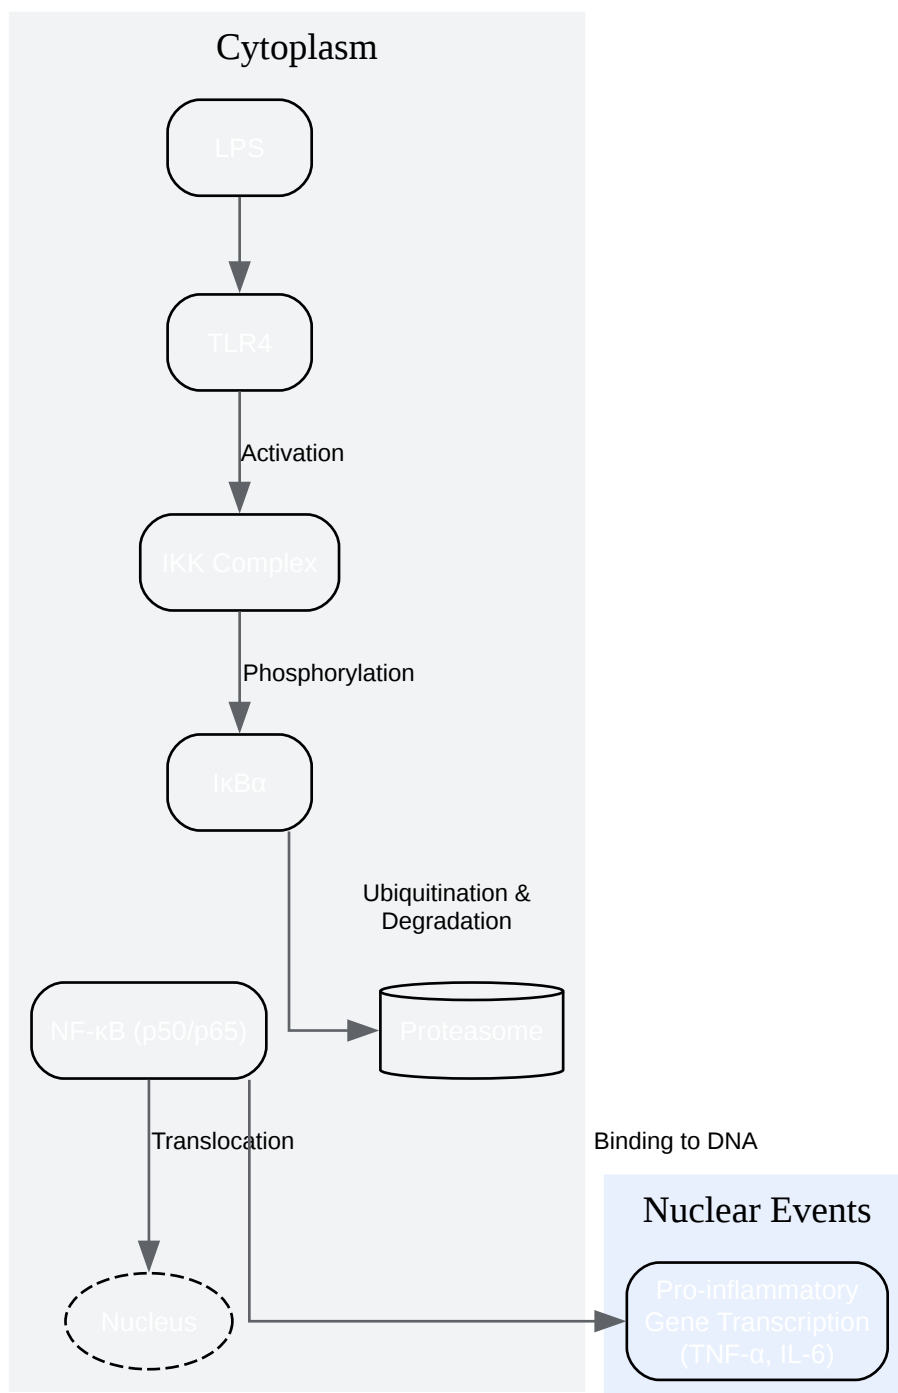 Cytoplasm
LPS
TLR4
Activation
IKK Complex
Phosphorylation
IκBα
Ubiquitination &
Degradation
NF-κB (p50/p65)
Proteasome
Translocation
Binding to DNA
Nuclear Events
Nucleus
Pro-inflammatory
Gene Transcription
(TNF-α, IL-6)